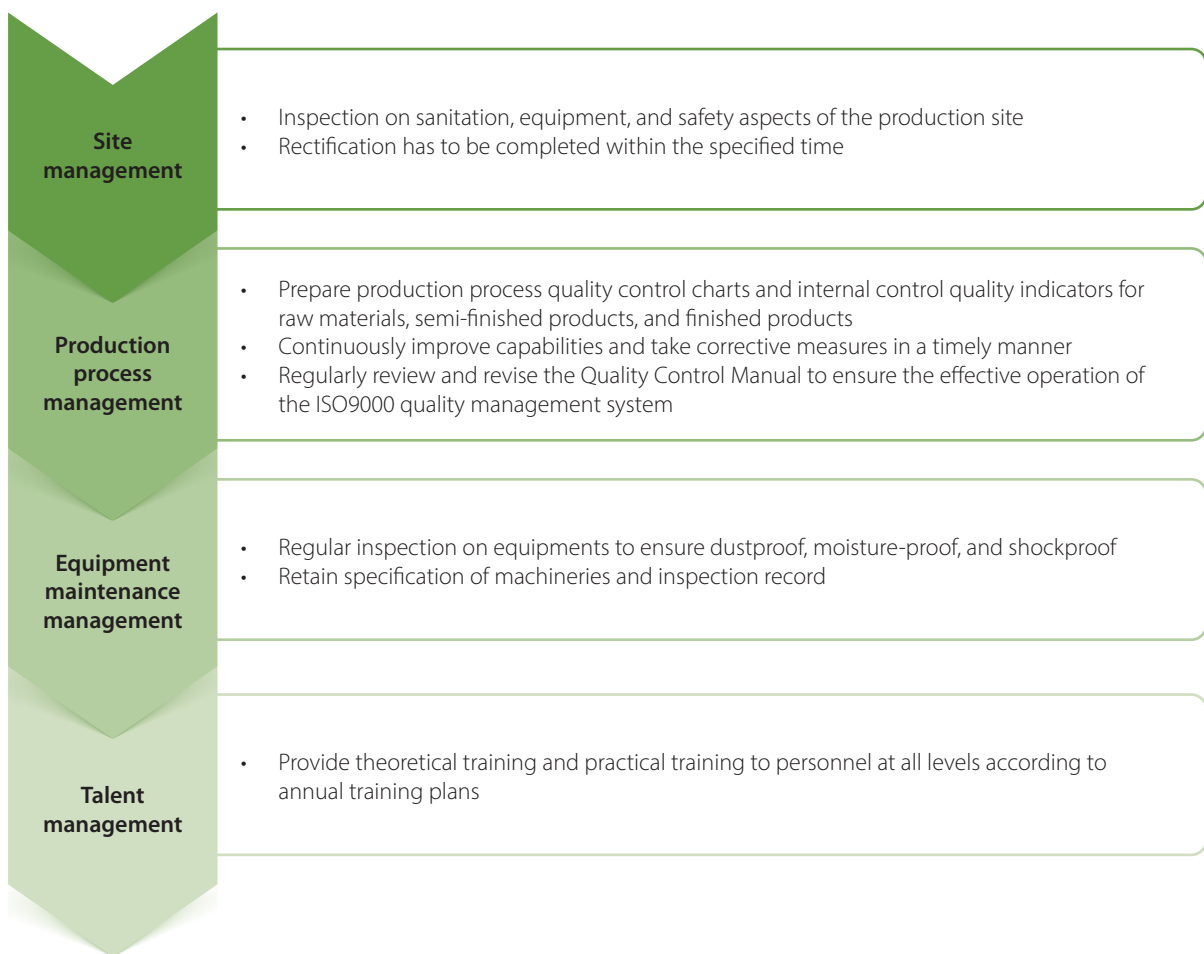 Site
management
• Inspection on sanitation, equipment, and safety aspects of the production site
• Rectification has to be completed within the specified time
Production
process
management
• Prepare production process quality control charts and internal control quality indicators for
raw materials, semi-finished products, and finished products
• Continuously improve capabilities and take corrective measures in a timely manner
• Regularly review and revise the Quality Control Manual to ensure the effective operation of
the ISO9000 quality management system
Equipment
maintenance
management
• Regular inspection on equipments to ensure dustproof, moisture-proof, and shockproof
• Retain specification of machineries and inspection record
Talent
management
• Provide theoretical training and practical training to personnel at all levels according to
annual training plans